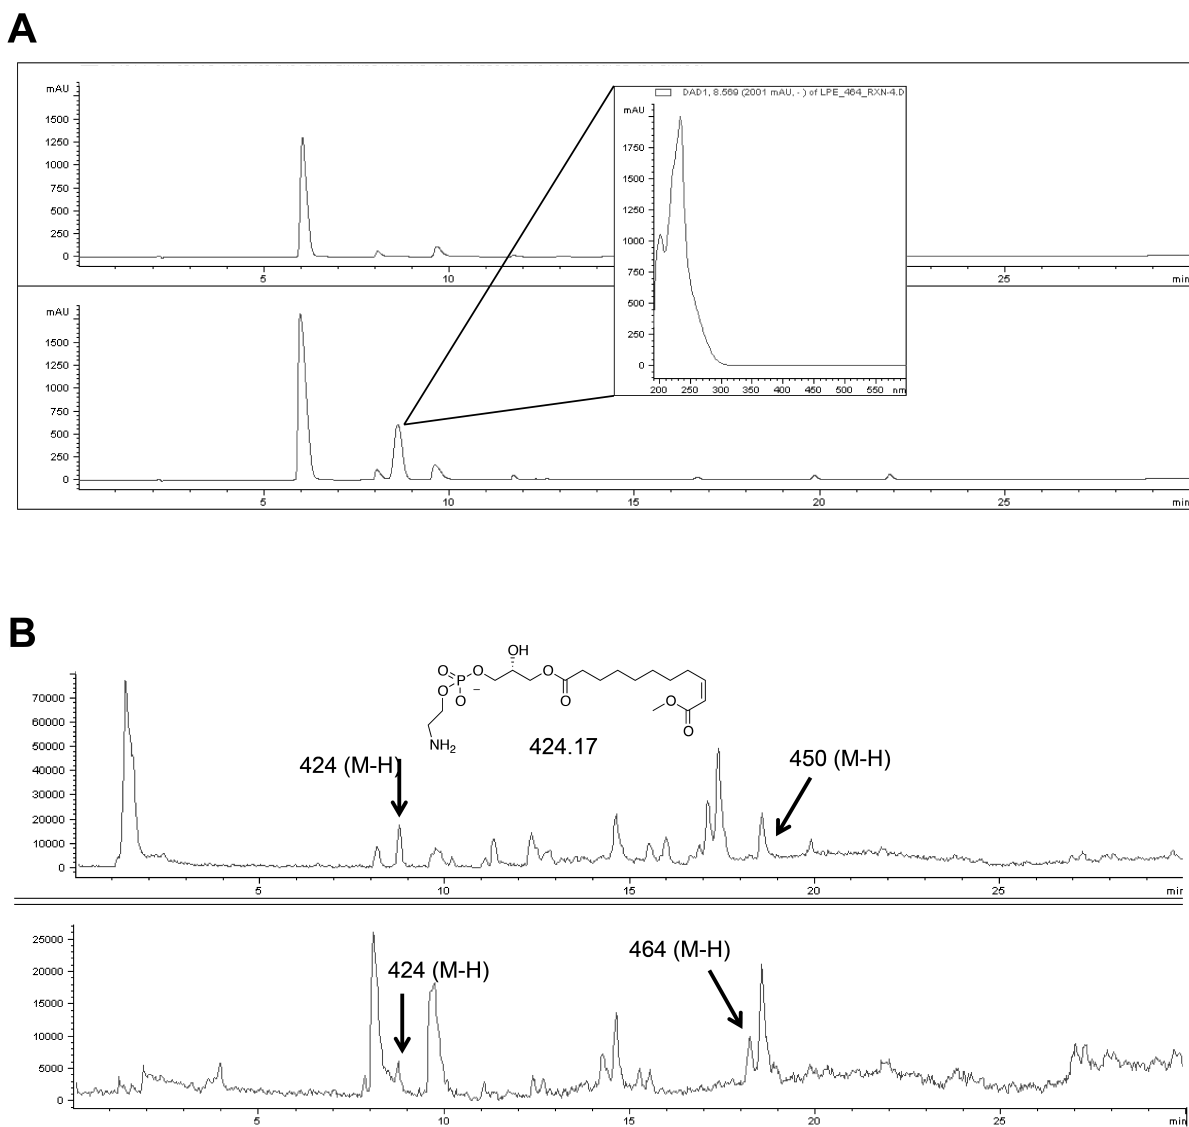 A
mAU
1500
1250
1000
750
500
250
0
5
10
25
min
DAD1, 8.569 (2001 mAU, - ) of LPE_464_RXN-4.D
mAU
1750
1500
1250
1000
750
500
250
0
200 250 300 350 400 450 500 550 nm
mAU
1500
1250
1000
750
500
250
0
5 10 15 20 25 min
B
OH
O O O
P −
O O O O
O
NH2
424.17
424 (M-H)
450 (M-H)
70000
60000
50000
40000
30000
20000
10000
0
5 10 15 20 25 min
424 (M-H)
464 (M-H)
25000
20000
15000
10000
5000
0
5 10 15 20 25 min